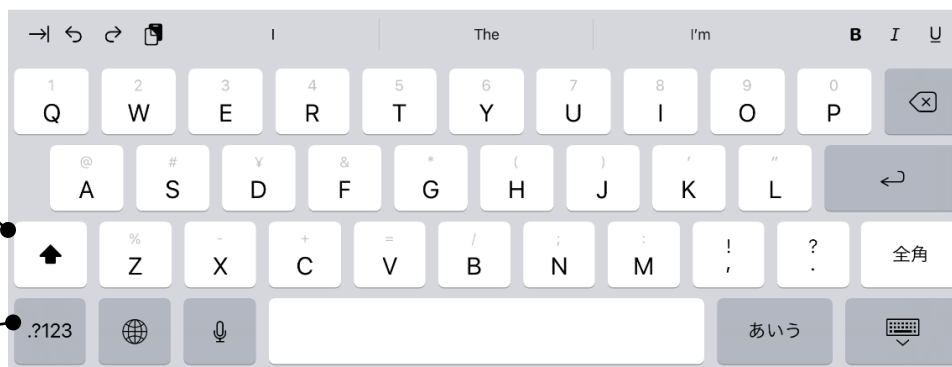 I The I'm B I U
1 2 3 4 5 6 7 8 9 0
Q W E R T Y U I O P
@ # ¥ & * ( ) ' "
A S D F G H J K L
% - + = / ; : ! ?
Z X C V B N M , . 全角
.?123 あいう